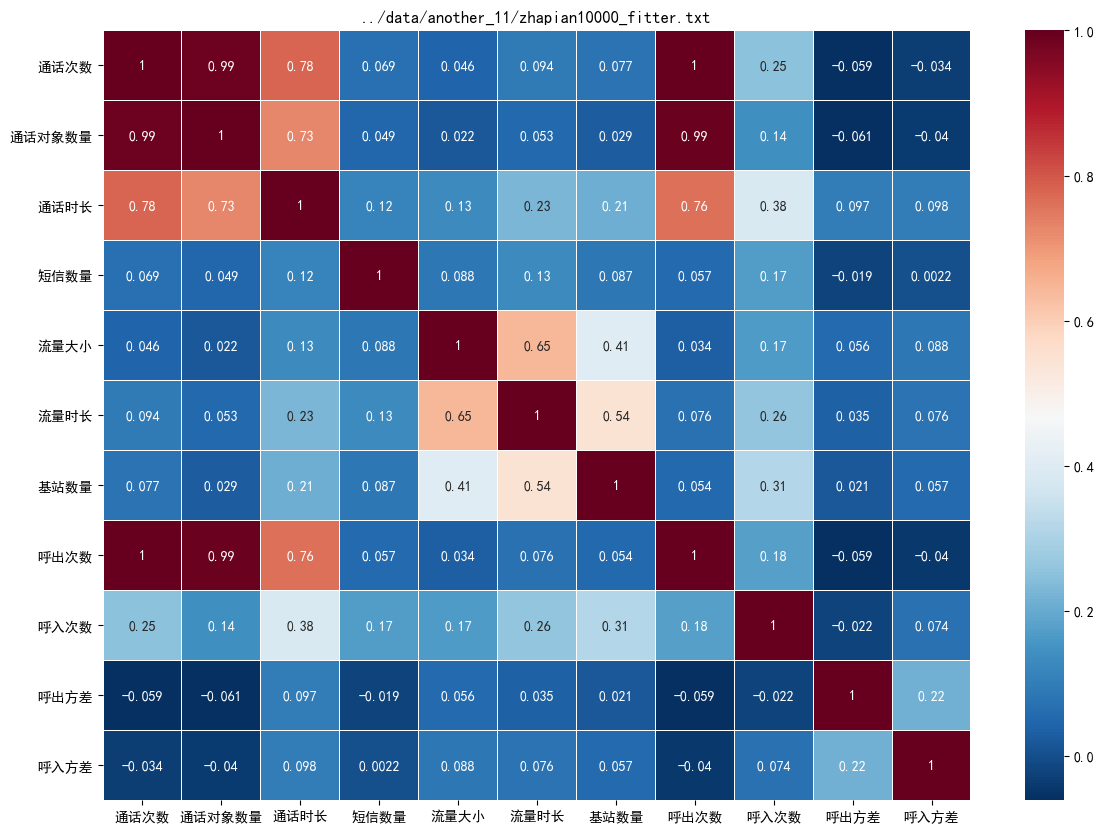 ../data/another_11/zhapian10000_fitter.txt
通话次数 1 0.99 0.78 0.069 0.046 0.094 0.077 1 0.25 -0.059 -0.034
通话对象数量 0.99 1 0.73 0.049 0.022 0.053 0.029 0.99 0.14 -0.061 -0.04
通话时长 0.78 0.73 1 0.12 0.13 0.23 0.21 0.76 0.38 0.097 0.098
短信数量 0.069 0.049 0.12 1 0.088 0.13 0.087 0.057 0.17 -0.019 0.0022
流量大小 0.046 0.022 0.13 0.088 1 0.65 0.41 0.034 0.17 0.056 0.088
流量时长 0.094 0.053 0.23 0.13 0.65 1 0.54 0.076 0.26 0.035 0.076
基站数量 0.077 0.029 0.21 0.087 0.41 0.54 1 0.054 0.31 0.021 0.057
呼出次数 1 0.99 0.76 0.057 0.034 0.076 0.054 1 0.18 -0.059 -0.04
呼入次数 0.25 0.14 0.38 0.17 0.17 0.26 0.31 0.18 1 -0.022 0.074
呼出方差 -0.059 -0.061 0.097 -0.019 0.056 0.035 0.021 -0.059 -0.022 1 0.22
呼入方差 -0.034 -0.04 0.098 0.0022 0.088 0.076 0.057 -0.04 0.074 0.22 1
通话次数 通话对象数量 通话时长 短信数量 流量大小 流量时长 基站数量 呼出次数 呼入次数 呼出方差 呼入方差
1.0
0.8
0.6
0.4
0.2
0.0